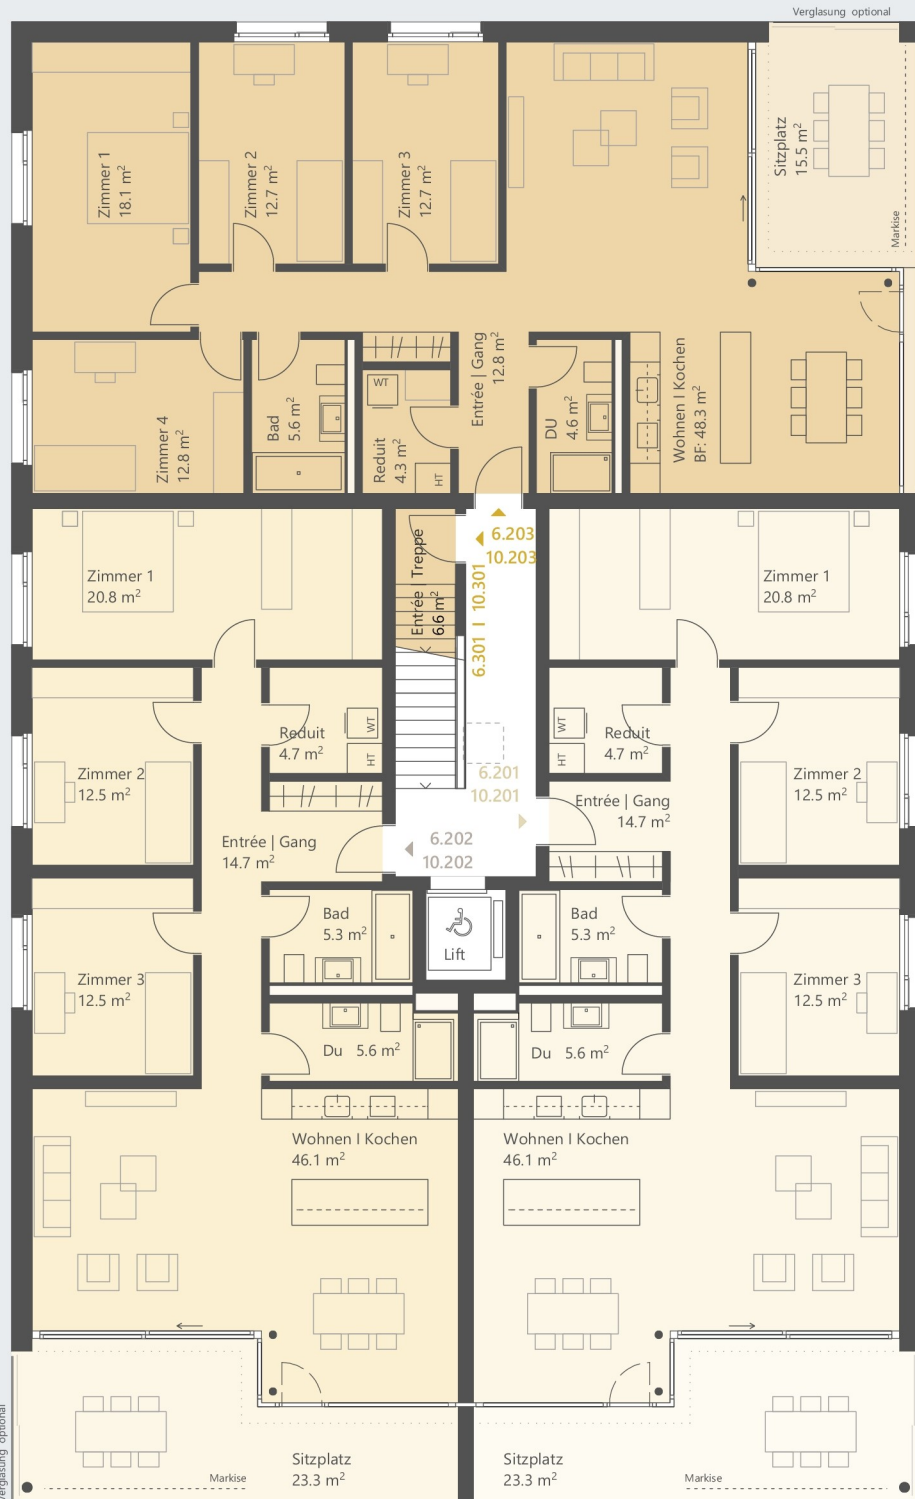 Verglasung optional
Zimmer 1
18.1 m²
Zimmer 2
12.7 m²
Zimmer 3
12.7 m²
Sitzplatz
15.5 m²
Markise
Zimmer 4
12.8 m²
Bad
5.6 m²
WT
Reduit
4.3 m²
HT
Entrée | Gang
12.8 m²
DU
4.6 m²
Wohnen I Kochen
BF: 48.3 m²
6.203
10.203
Entrée | Treppe
6.6 m²
6.301 I 10.301
Zimmer 1
20.8 m²
Zimmer 1
20.8 m²
Reduit
4.7 m²
WT
HT
WT
HT
Reduit
4.7 m²
Zimmer 2
12.5 m²
6.201
10.201
Zimmer 2
12.5 m²
Entrée | Gang
14.7 m²
Entrée | Gang
14.7 m²
6.202
10.202
Bad
5.3 m²
Lift
Bad
5.3 m²
Zimmer 3
12.5 m²
Zimmer 3
12.5 m²
Du 5.6 m²
Du 5.6 m²
Wohnen I Kochen
46.1 m²
Wohnen I Kochen
46.1 m²
Verglasung optional
Sitzplatz
23.3 m²
Markise
Sitzplatz
23.3 m²
Markise